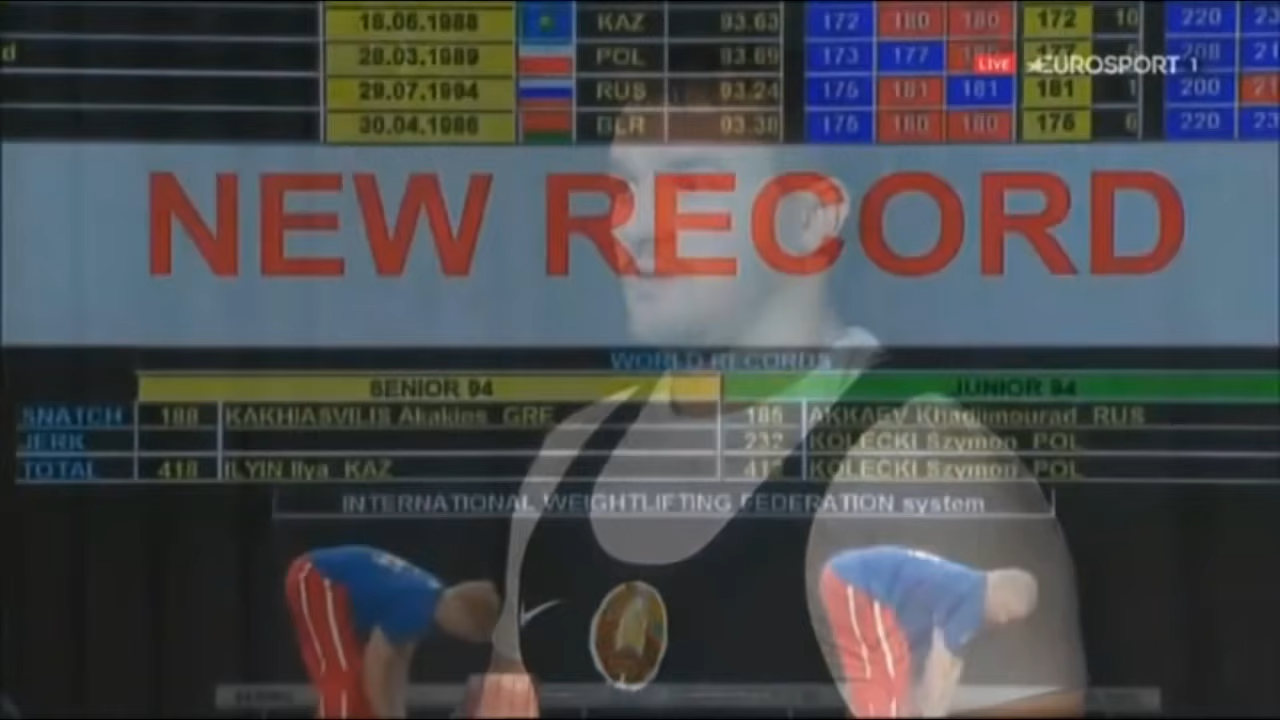 18.06.1988 KAZ 93.63 172 180 180 172 10 220
d 28.03.1989 POL 93.69 173 177
LIVE EUROSPORT 1
29.07.1994 RUS 93.24 175 181 181 181 1 200
30.04.1986 BLR 93.38 175 180 180 175 6 220
NEW RECORD
WORLD RECORDS
SENIOR 94 JUNIOR 94
SNATCH 188 KAKHIASVILIS Akakios GRE 185 AKKAEV Khadjimourad RUS
JERK 232 KOLECKI Szymon POL
TOTAL 418 ILYIN Ilya KAZ KOLECKI Szymon POL
INTERNATIONAL WEIGHTLIFTING FEDERATION system